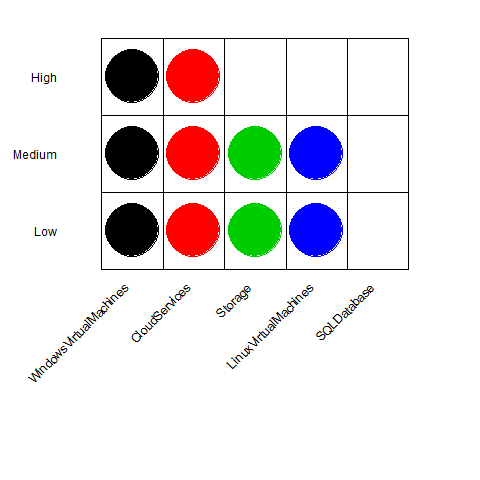 High
Medium
Low
WindowsVirtualMachines
CloudServices
Storage
LinuxVirtualMachines
SQLDatabase